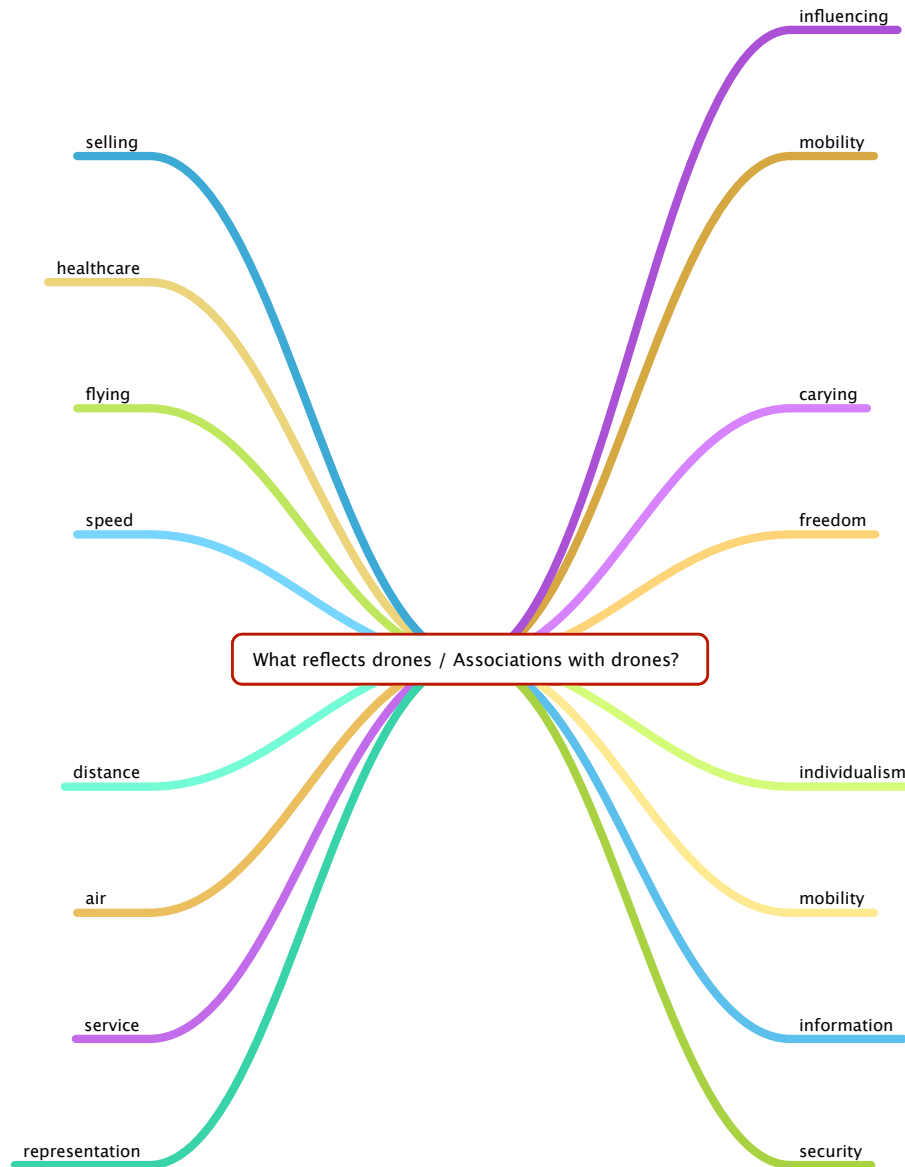 influencing
selling
mobility
healthcare
flying
carying
speed
freedom
What reflects drones / Associations with drones?
distance
individualism
air
mobility
service
information
representation
security